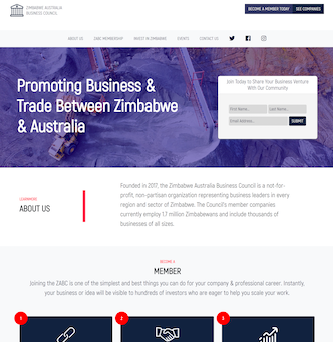 ZIMBABWE AUSTRALIA
BUSINESS COUNCIL
BECOME A MEMBER TODAY
SEE COMPANIES
ABOUT US
ZABC MEMBERSHIP
INVEST IN ZIMBABWE
EVENTS
CONTACT US
Promoting Business &
Trade Between Zimbabwe
& Australia
Join Today to Share Your Business Venture
With Our Community
First Name...
Last Name...
Email Address...
SUBMIT
LEARN MORE
ABOUT US
Founded in 2017, the Zimbabwe Australia Business Council is a not-for-
profit, non-partisan organization representing business leaders in every
region and sector of Zimbabwe. The Council's member companies
currently employ 1.7 million Zimbabweans and include thousands of
businesses of all sizes.
BECOME A
MEMBER
Joining the ZABC is one of the simplest and best things you can do for your company & professional career. Instantly,
your business or idea will be visible to hundreds of investors who are eager to help you scale your work.
1
2
3